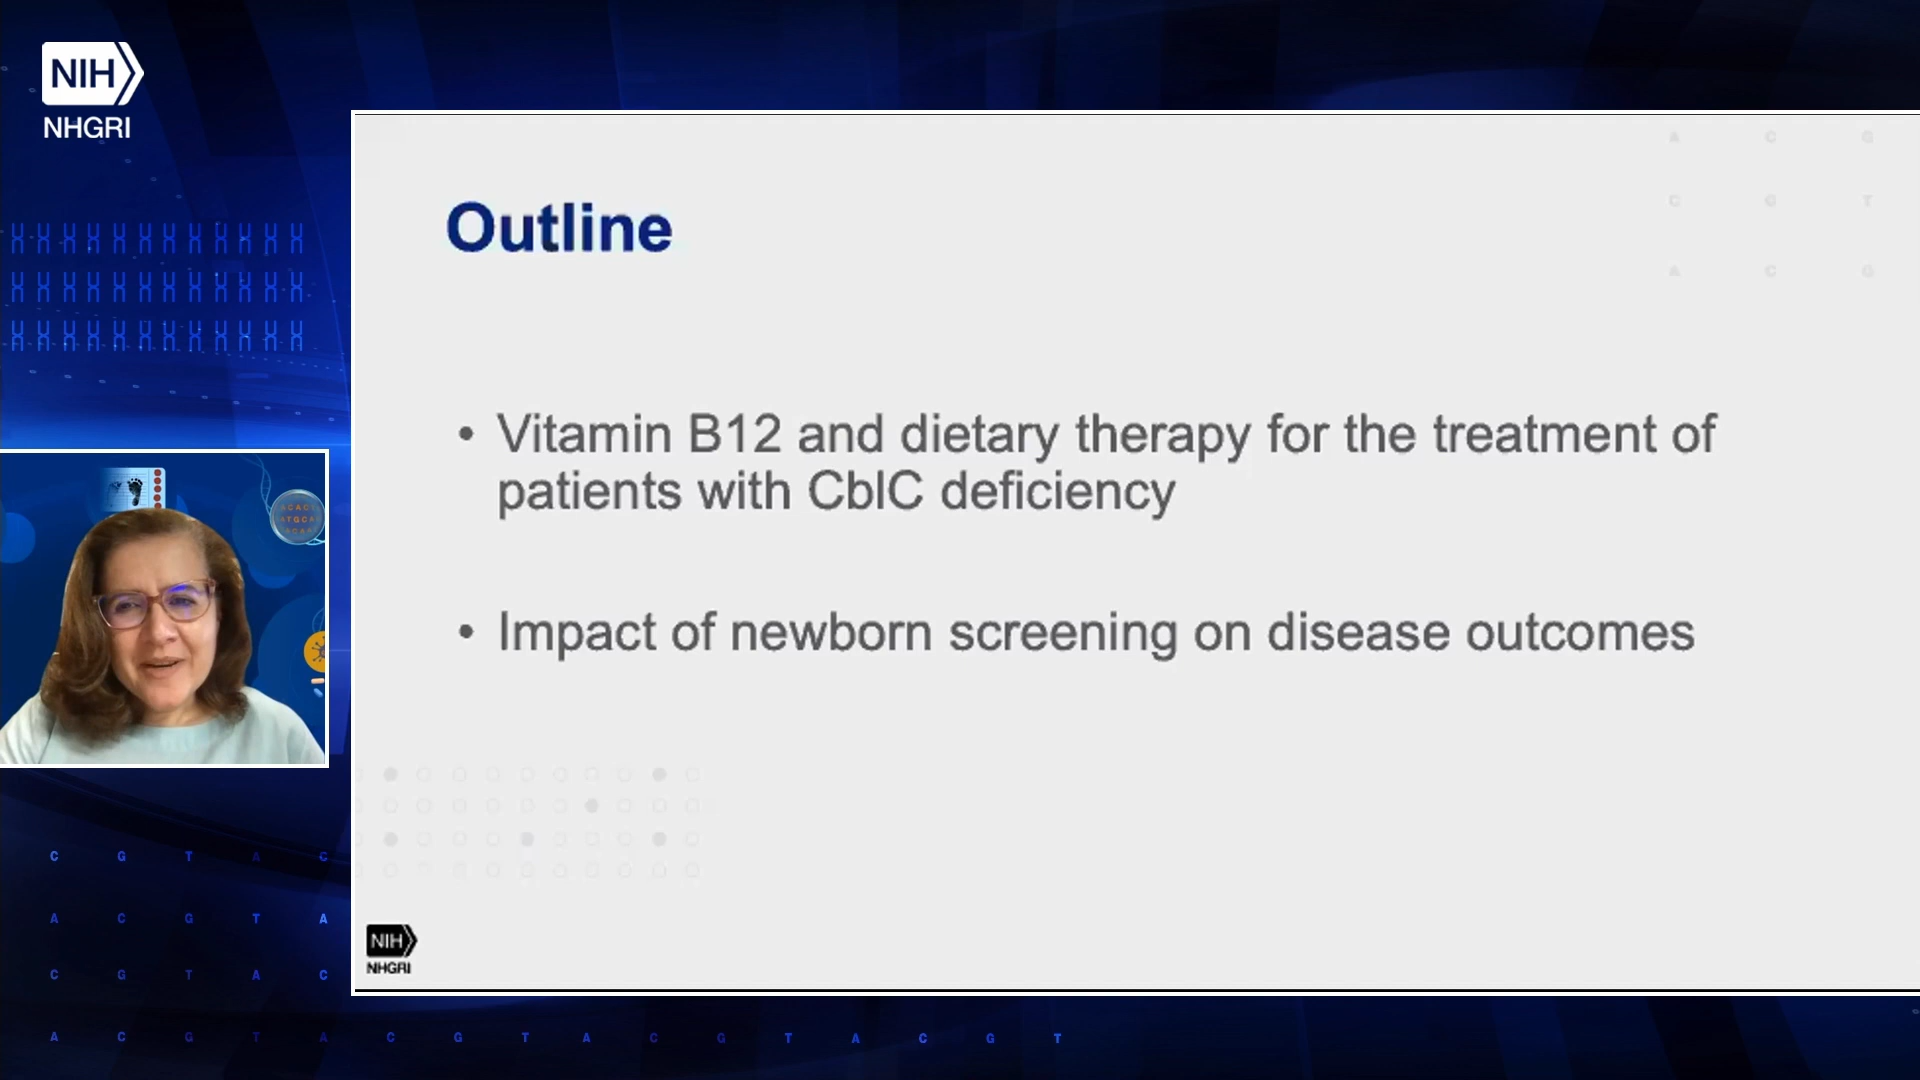 NIH
NHGRI
A C G
C G T
A C G
Outline
• Vitamin B12 and dietary therapy for the treatment of
patients with CblC deficiency
• Impact of newborn screening on disease outcomes
NIH
NHGRI
C G T A C
A C G T A
C G T A C
A C G T A C G T A C G T A C G T